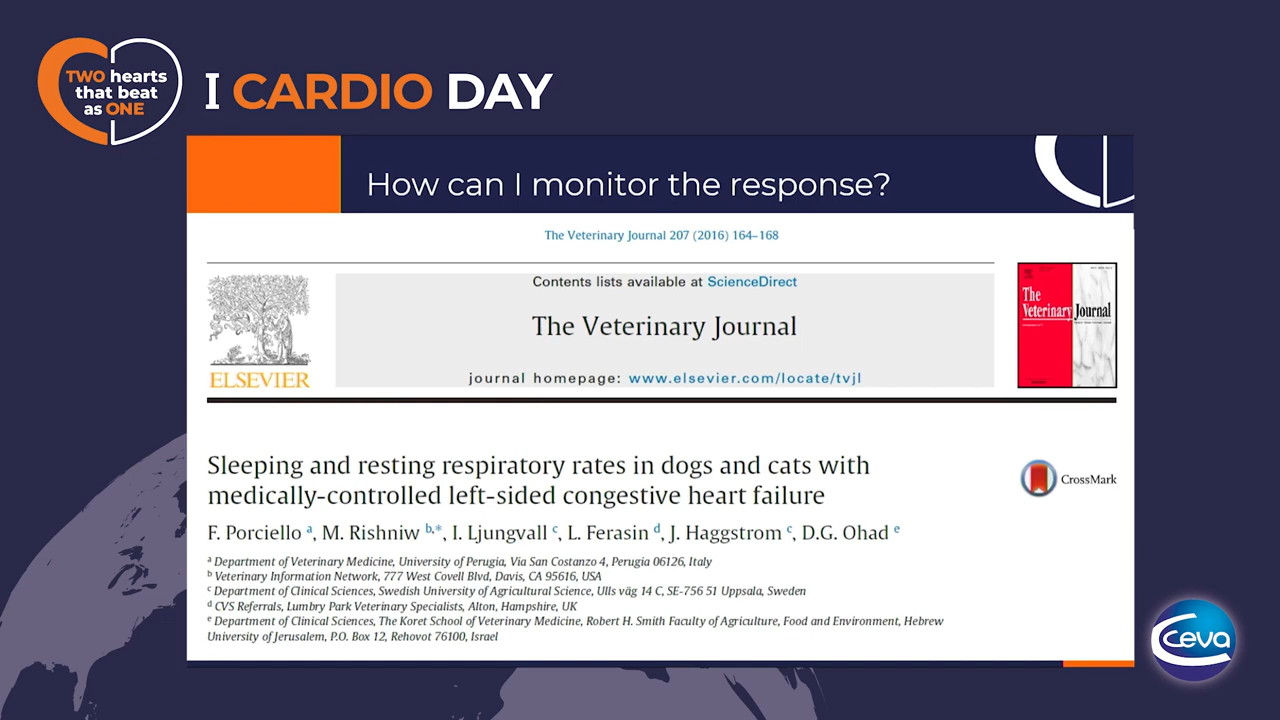 TWO hearts
that beat
as ONE
I CARDIO DAY
How can I monitor the response?
The Veterinary Journal 207 (2016) 164–168
Contents lists available at ScienceDirect
The Veterinary Journal
journal homepage: www.elsevier.com/locate/tvjl
ELSEVIER
The
Veterinary Journal
Sleeping and resting respiratory rates in dogs and cats with
medically-controlled left-sided congestive heart failure
CrossMark
F. Porciello a, M. Rishniw b,*, I. Ljungvall c, L. Ferasin d, J. Haggstrom c, D.G. Ohad e
a Department of Veterinary Medicine, University of Perugia, Via San Costanzo 4, Perugia 06126, Italy
b Veterinary Information Network, 777 West Covell Blvd, Davis, CA 95616, USA
c Department of Clinical Sciences, Swedish University of Agricultural Science, Ulls väg 14 C, SE-756 51 Uppsala, Sweden
d CVS Referrals, Lumbry Park Veterinary Specialists, Alton, Hampshire, UK
e Department of Clinical Sciences, The Koret School of Veterinary Medicine, Robert H. Smith Faculty of Agriculture, Food and Environment, Hebrew
University of Jerusalem, P.O. Box 12, Rehovot 76100, Israel
Ceva